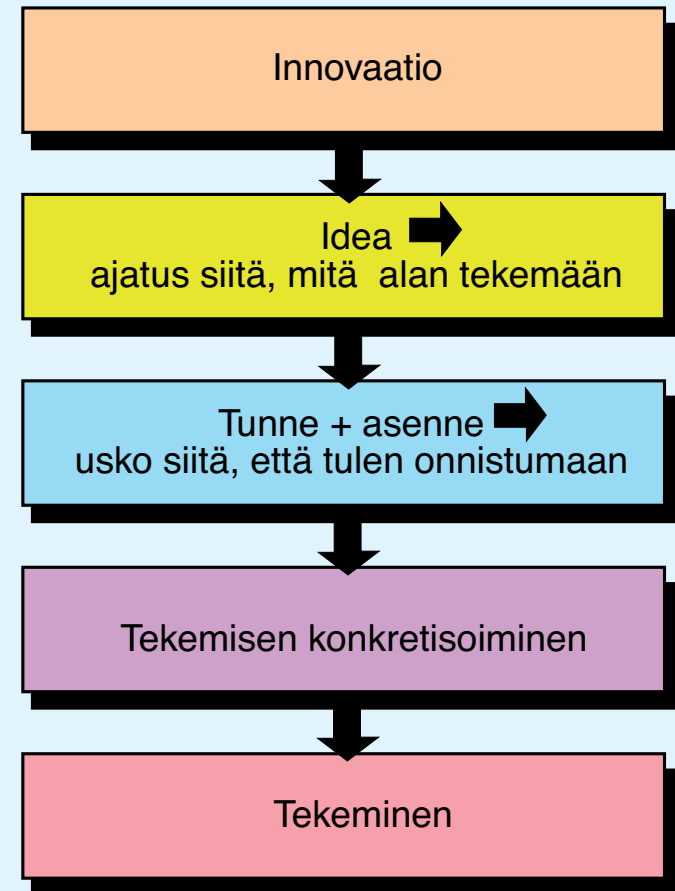 Innovaatio
Idea
ajatus siitä, mitä alan tekemään
Tunne + asenne
usko siitä, että tulen onnistumaan
Tekemisen konkretisoiminen
Tekeminen